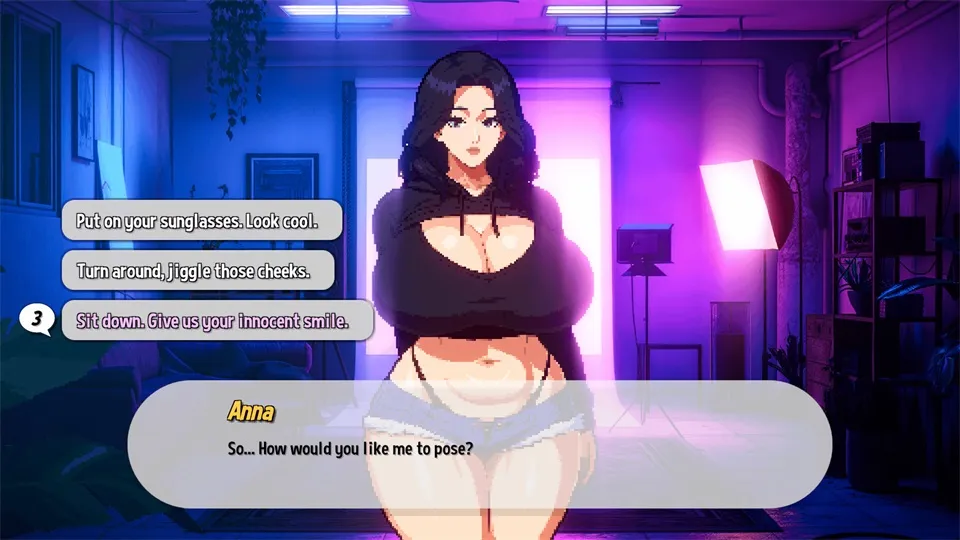 Put on your sunglasses. Look cool.
Turn around, jiggle those cheeks.
3
Sit down. Give us your innocent smile.
Anna
So... How would you like me to pose?